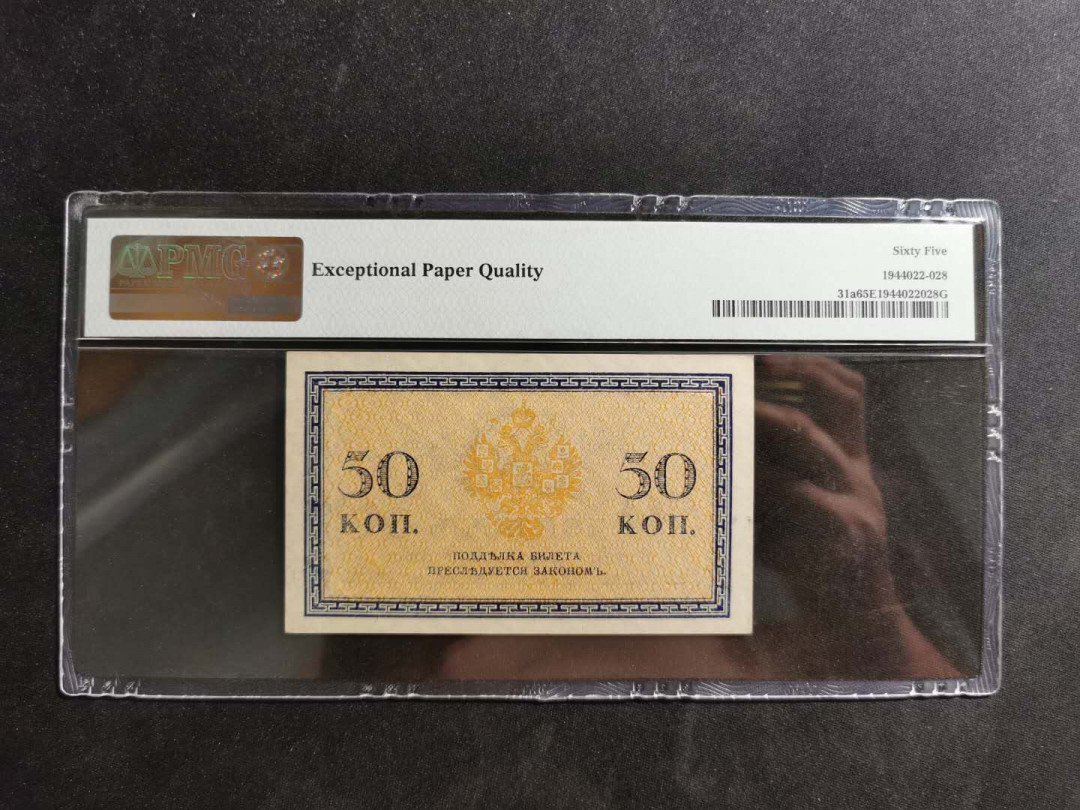 PMG
Exceptional Paper Quality
Sixty Five
1944022-028
31a65E1944022028G
50
КОП.
50
КОП.
ПОДДѢЛКА БИЛЕТА
ПРЕСЛѢДУЕТСЯ ЗАКОНОМЪ.